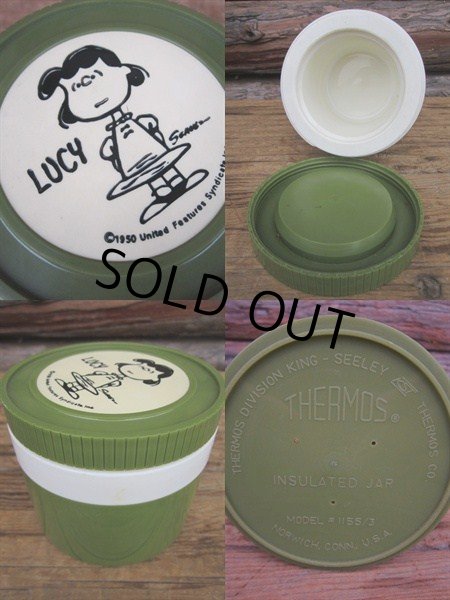 LUCY
SCHULZ
©1950 United Features Syndicate
SOLD OUT
LUCY
THERMOS DIVISION KING-SEELEY THERMOS CO.
THERMOS®
INSULATED JAR
MODEL #1155/3
NORWICH, CONN. U.S.A.